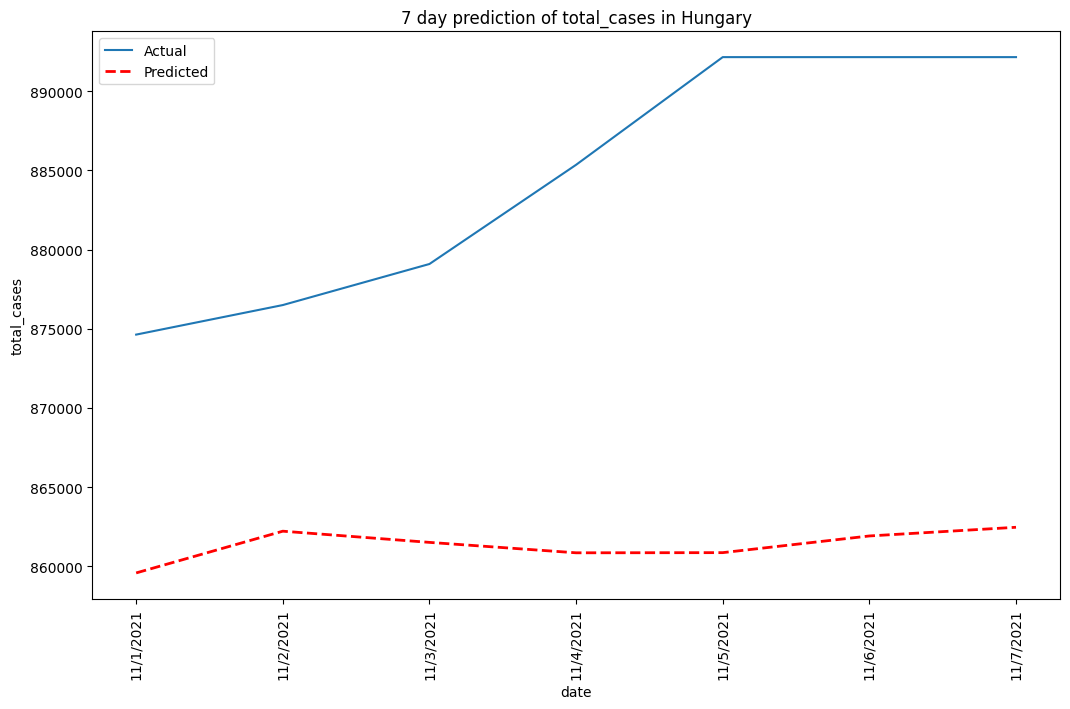 7 day prediction of total_cases in Hungary
Actual
Predicted
890000
885000
880000
875000
870000
865000
860000
total_cases
11/1/2021
11/2/2021
11/3/2021
11/4/2021
11/5/2021
11/6/2021
11/7/2021
date